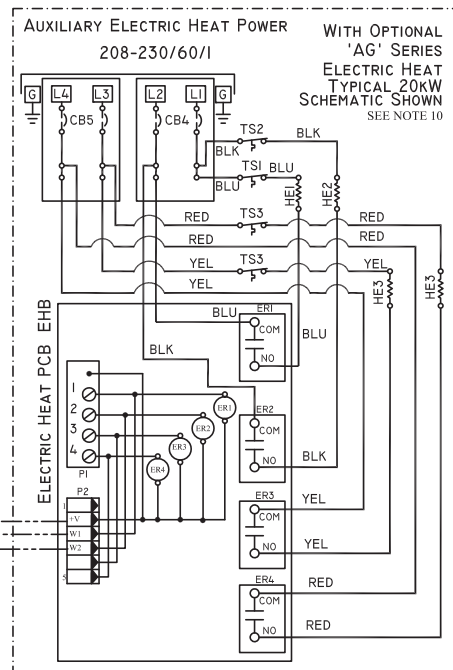 AUXILIARY ELECTRIC HEAT POWER
208-230/60/1
WITH OPTIONAL
'AG' SERIES
ELECTRIC HEAT
TYPICAL 20KW
SCHEMATIC SHOWN
SEE NOTE 10
G L4 L3 L2 L1 G
CB5 CB4
TS2 BLK
BLK
TS1 BLU
BLU
HE1 HE2
RED TS3 RED
RED RED
YEL TS3 YEL
YEL
HE3 HE3
ELECTRIC HEAT PCB EHB
BLU ER1
COM
NO
BLU
BLK
1
2
3
4
P1
ER1
ER2
ER3
ER4
ER2
COM
NO
BLK
P2
1
+V
W1
W2
5
ER3 YEL
COM
NO YEL
ER4 RED
COM
NO RED